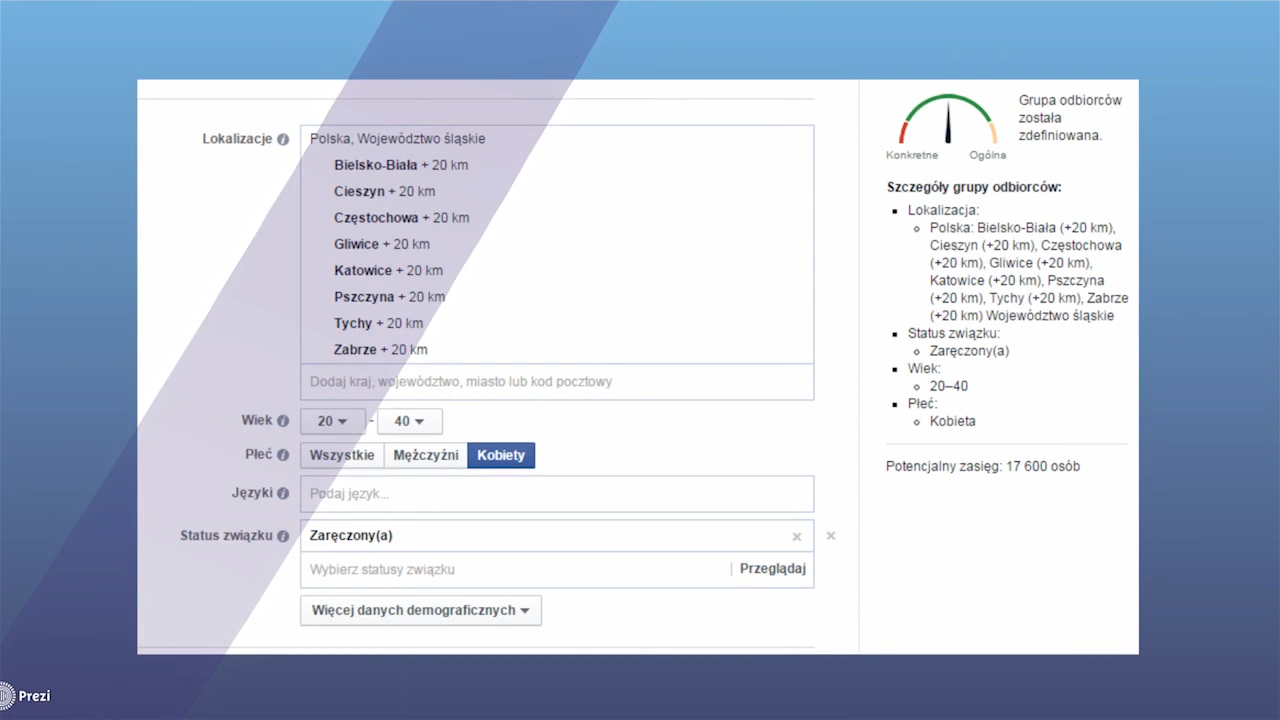 Lokalizacje
Polska, Województwo śląskie
Bielsko-Biała + 20 km
Cieszyn + 20 km
Częstochowa + 20 km
Gliwice + 20 km
Katowice + 20 km
Pszczyna + 20 km
Tychy + 20 km
Zabrze + 20 km
Dodaj kraj, województwo, miasto lub kod pocztowy
Wiek 20 - 40
Płeć Wszystkie Mężczyźni Kobiety
Języki Podaj język...
Status związku Zaręczony(a)
Wybierz statusy związku Przeglądaj
Więcej danych demograficznych
Konkretne Ogólna
Grupa odbiorców
została
zdefiniowana.
Szczegóły grupy odbiorców:
Lokalizacja:
Polska: Bielsko-Biała (+20 km),
Cieszyn (+20 km), Częstochowa
(+20 km), Gliwice (+20 km),
Katowice (+20 km), Pszczyna
(+20 km), Tychy (+20 km), Zabrze
(+20 km) Województwo śląskie
Status związku:
Zaręczony(a)
Wiek:
20–40
Płeć:
Kobieta
Potencjalny zasięg: 17 600 osób
Prezi